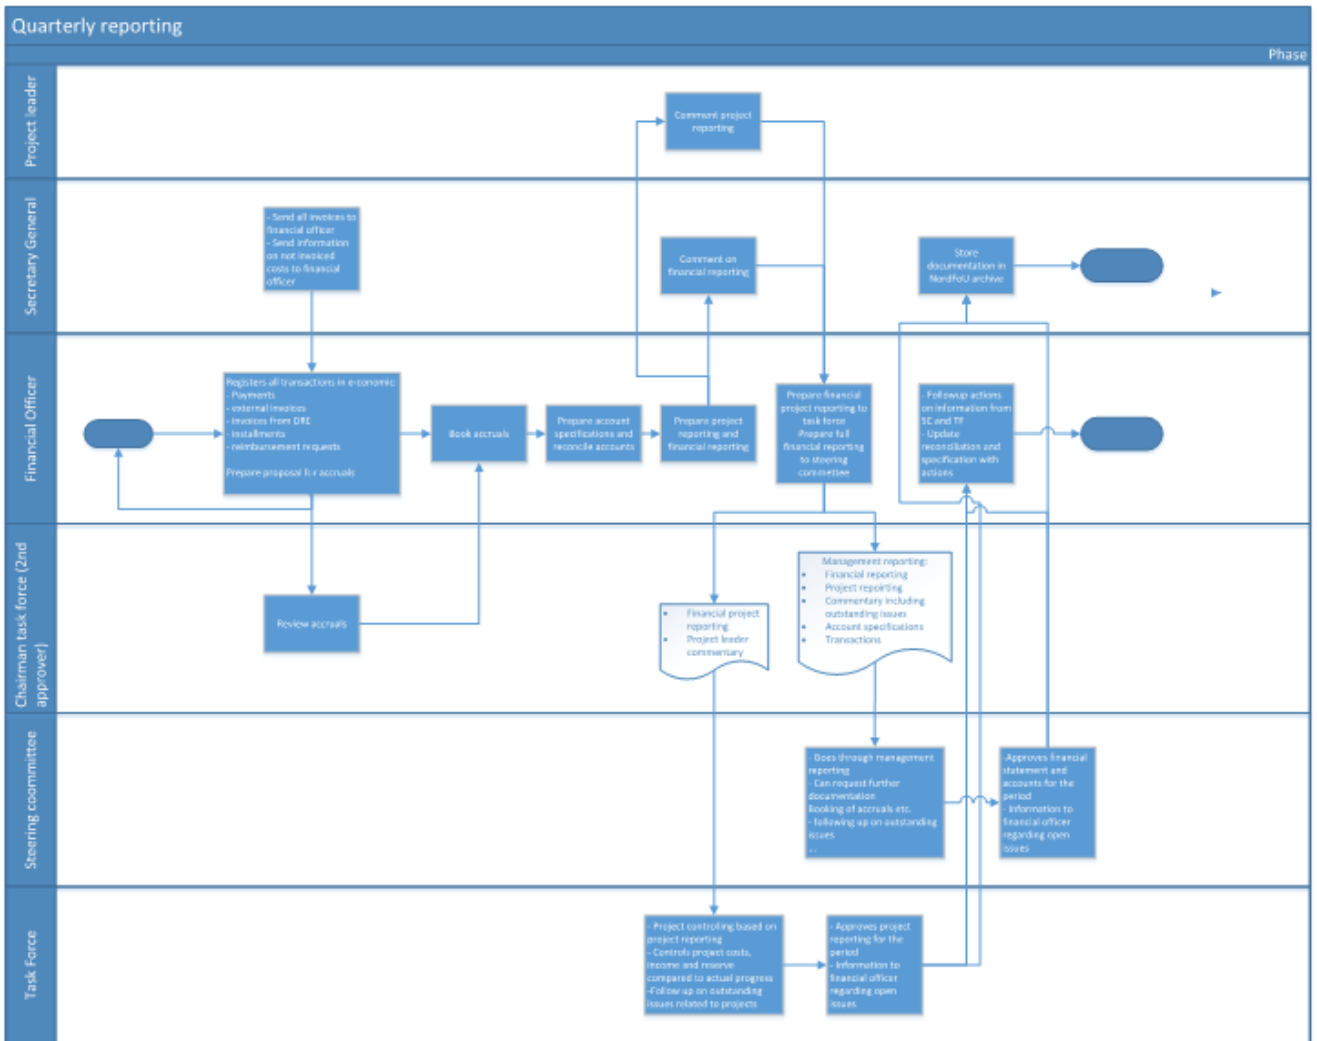 Quarterly reporting
Phase
Project leader
Comment project
reporting
Secretary General
- Send all invoices to
financial officer
- Send information
on not invoiced
costs to financial
officer
Comment on
financial reporting
Store
documentation in
NordFoU archive
Financial Officer
Registers all transactions in e-conomic:
- Payments
- external invoices
- invoices from DRE
- installments
- reimbursement requests
Prepare proposal for accruals
Book accruals
Prepare account
specifications and
reconcile accounts
Prepare project
reporting and
financial reporting
Prepare financial
project reporting to
task force
Prepare full
financial reporting
to steering
committee
- Followup actions
on information from
SC and TF
- Update
reconciliation and
specification with
actions
Chairman task force (2nd
approver)
Review accruals
• Financial project
reporting
• Project leader
commentary
Management reporting:
• Financial reporting
• Project reporting
• Commentary including
outstanding issues
• Account specifications
• Transactions
Steering coommittee
- Goes through management
reporting
- Can request further
documentation
Booking of accruals etc.
- following up on outstanding
issues
...
-Approves financial
statement and
accounts for the
period
- Information to
financial officer
regarding open
issues
Task Force
- Project controlling based on
project reporting
- Controls project costs,
income and reserve
compared to actual progress
-Follow up on outstanding
issues related to projects
- Approves project
reporting for the
period
- Information to
financial officer
regarding open
issues